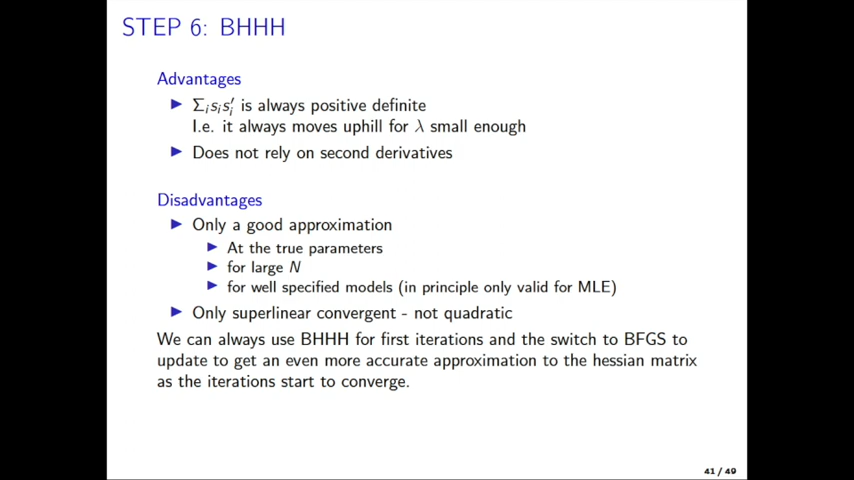 STEP 6: BHHH
Advantages
▶ Σᵢsᵢsᵢ′ is always positive definite
I.e. it always moves uphill for λ small enough
▶ Does not rely on second derivatives
Disadvantages
▶ Only a good approximation
▶ At the true parameters
▶ for large N
▶ for well specified models (in principle only valid for MLE)
▶ Only superlinear convergent - not quadratic
We can always use BHHH for first iterations and the switch to BFGS to
update to get an even more accurate approximation to the hessian matrix
as the iterations start to converge.
41 / 49